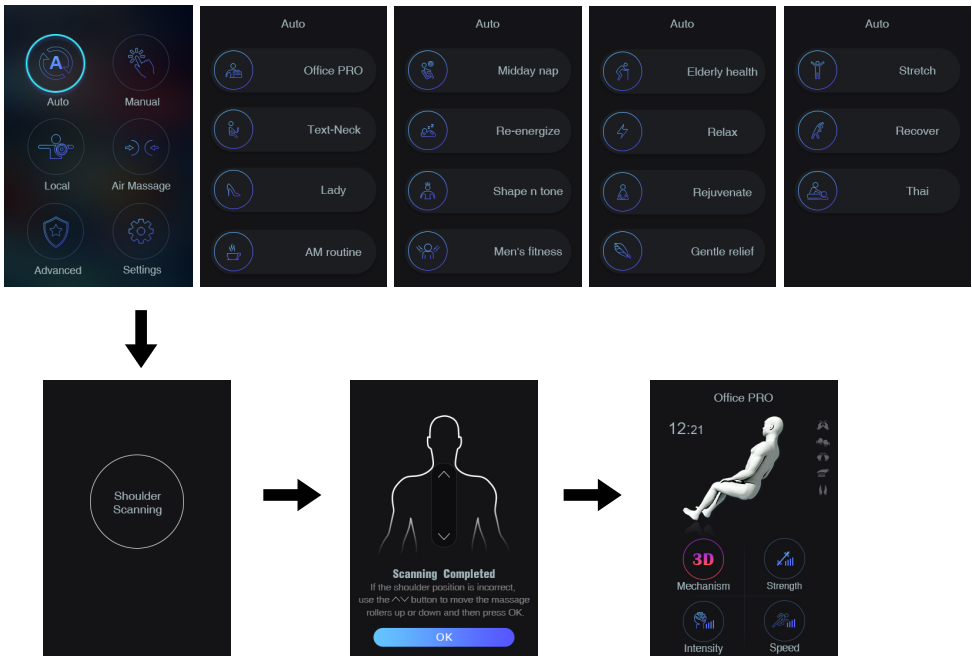 A
Auto
Manual
Local
Air Massage
Advanced
Settings
Auto
Office PRO
Text-Neck
Lady
AM routine
Auto
Midday nap
Re-energize
Shape n tone
Men's fitness
Auto
Elderly health
Relax
Rejuvenate
Gentle relief
Auto
Stretch
Recover
Thai
Shoulder
Scanning
Scanning Completed
If the shoulder position is incorrect,
use the ︿﹀ button to move the massage
rollers up or down and then press OK.
OK
Office PRO
12:21
3D
Mechanism
Strength
Intensity
Speed